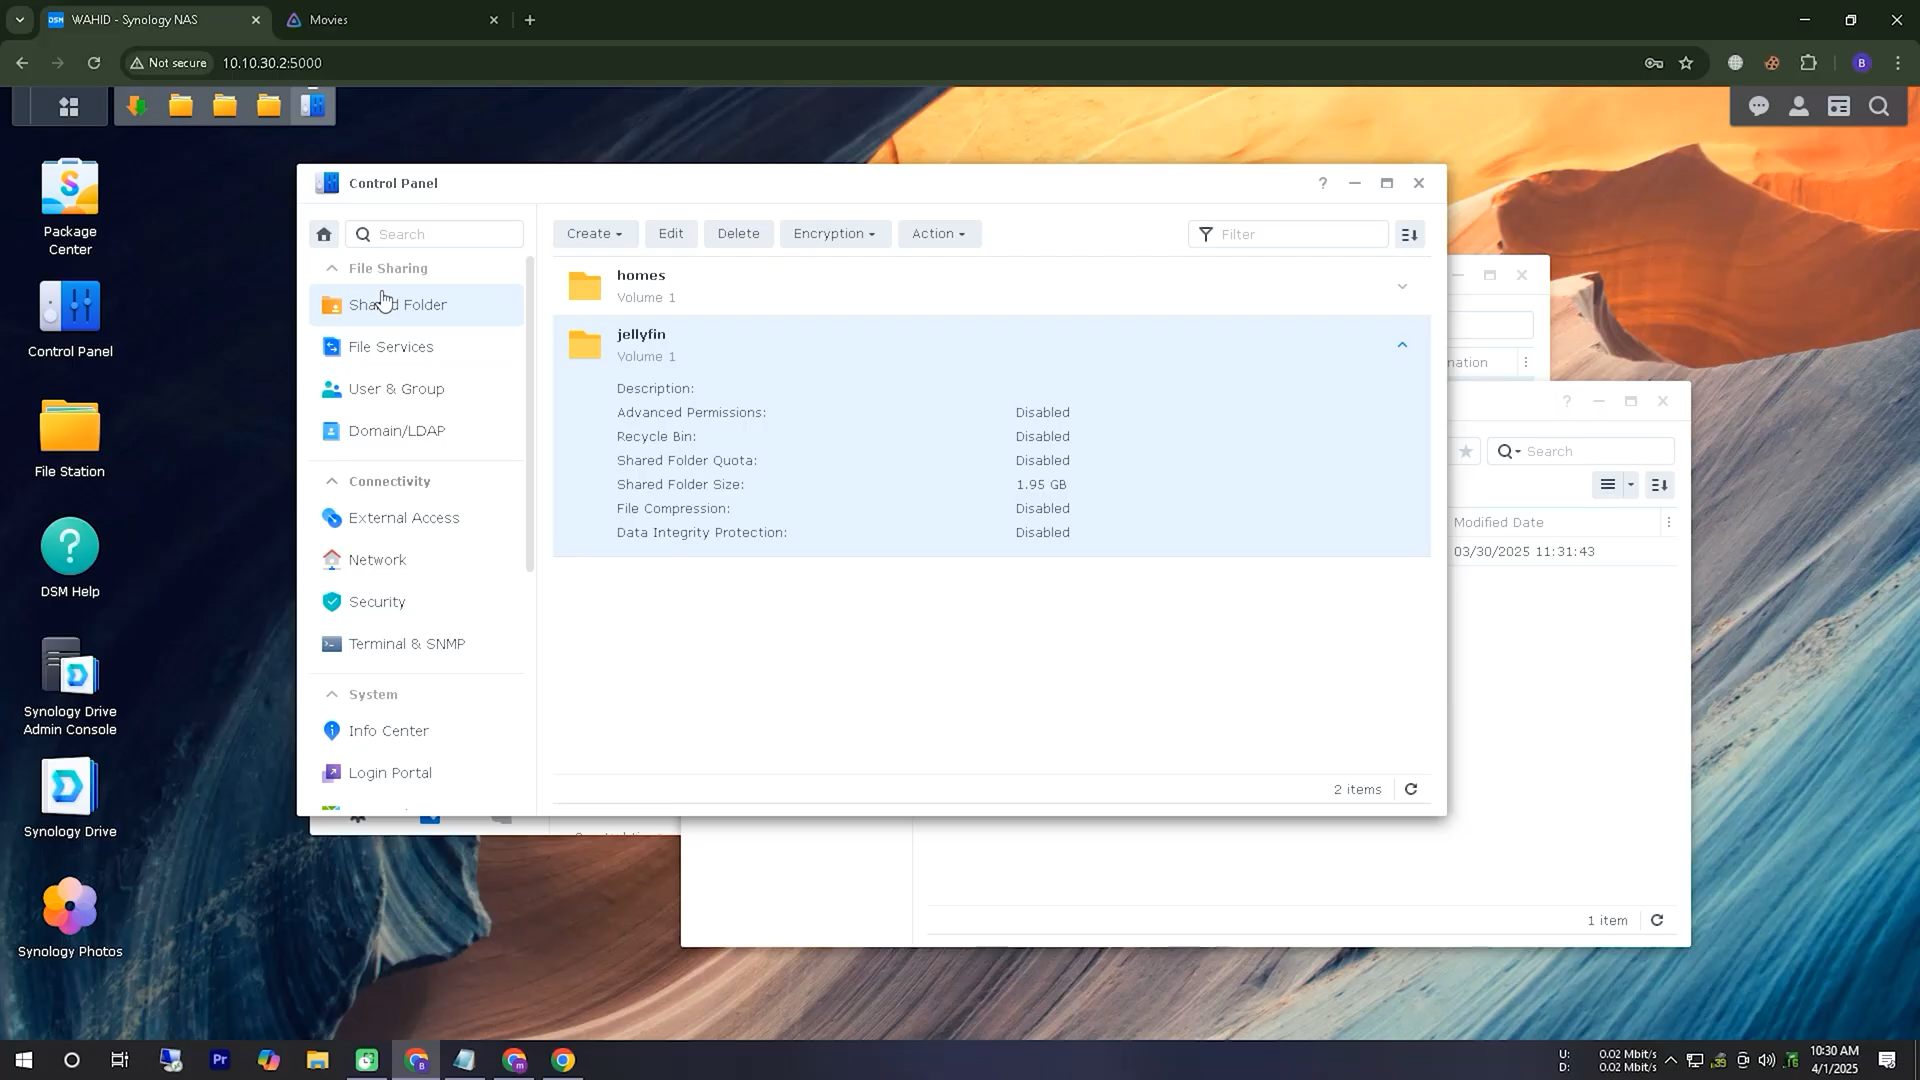 DSM WAHID - Synology NAS
Movies
Not secure
10.10.30.2:5000
B
Package
Center
Control Panel
File Station
DSM Help
Synology Drive
Admin Console
Synology Drive
Synology Photos
Control Panel
Search
File Sharing
Shared Folder
File Services
User & Group
Domain/LDAP
Connectivity
External Access
Network
Security
Terminal & SNMP
System
Info Center
Login Portal
Create
Edit
Delete
Encryption
Action
Filter
homes
Volume 1
jellyfin
Volume 1
Description:
Advanced Permissions: Disabled
Recycle Bin: Disabled
Shared Folder Quota: Disabled
Shared Folder Size: 1.95 GB
File Compression: Disabled
Data Integrity Protection: Disabled
2 items
Search
Modified Date
03/30/2025 11:31:43
1 item
Pr
U: 0.02 Mbit/s
D: 0.02 Mbit/s
10:30 AM
4/1/2025